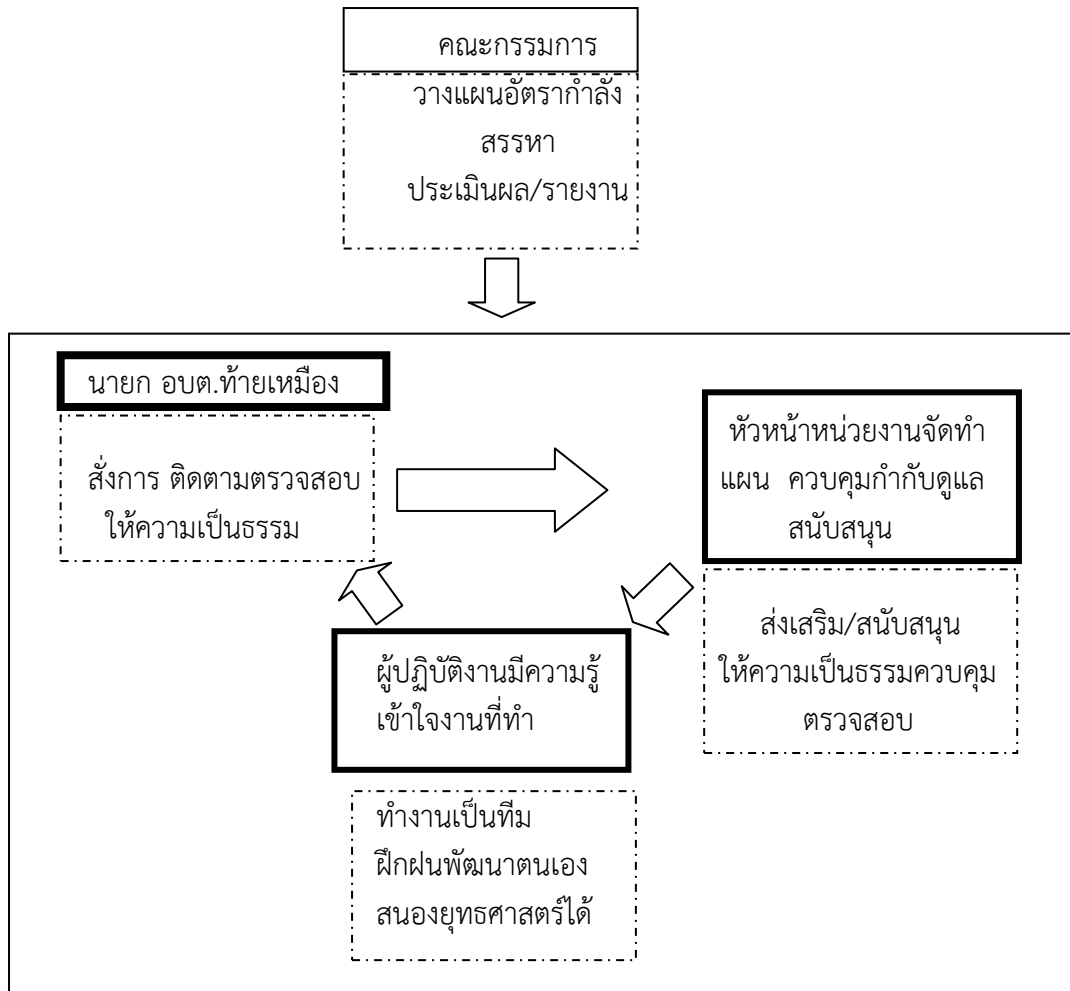 คณะกรรมการ
วางแผนอัตรากำลัง
สรรหา
ประเมินผล/รายงาน
นายก อบต.ท้ายเหมือง
สั่งการ ติดตามตรวจสอบ
ให้ความเป็นธรรม
หัวหน้าหน่วยงานจัดทำ
แผน ควบคุมกำกับดูแล
สนับสนุน
ส่งเสริม/สนับสนุน
ให้ความเป็นธรรมควบคุม
ตรวจสอบ
ผู้ปฏิบัติงานมีความรู้
เข้าใจงานที่ทำ
ทำงานเป็นทีม
ฝึกฝนพัฒนาตนเอง
สนองยุทธศาสตร์ได้